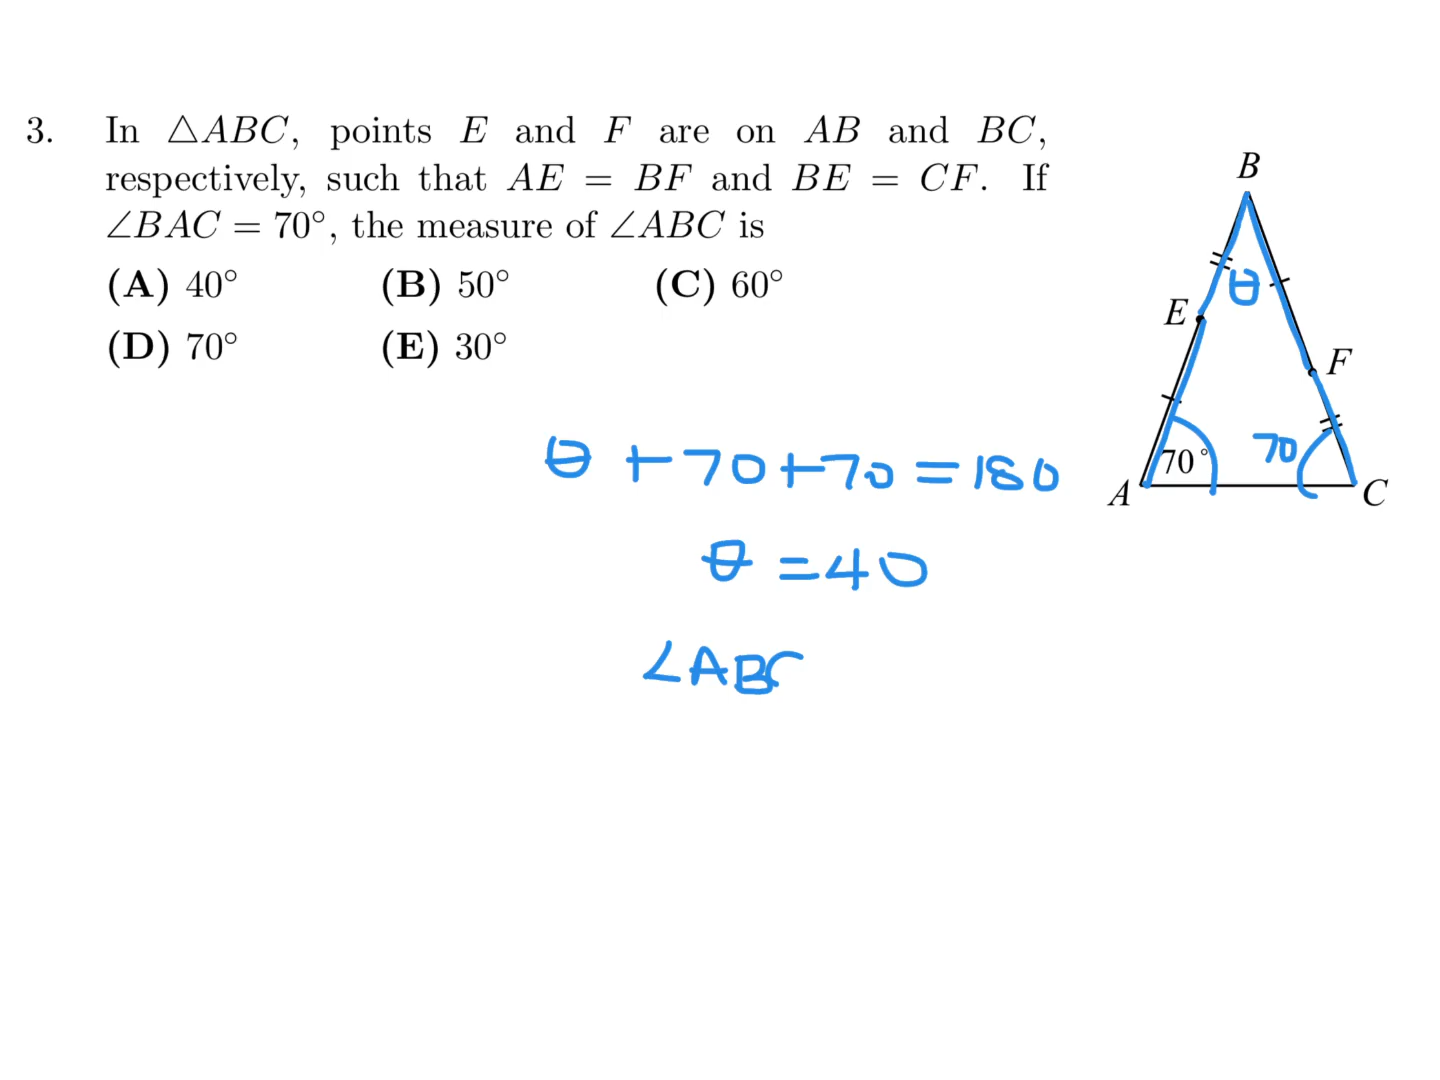 3. In △ABC, points E and F are on AB and BC,
respectively, such that AE = BF and BE = CF. If
∠BAC = 70°, the measure of ∠ABC is
(A) 40° (B) 50° (C) 60°
(D) 70° (E) 30°
B
θ
E
F
70°
70
A
C
θ + 70 + 70 = 180
θ = 40
∠ABC